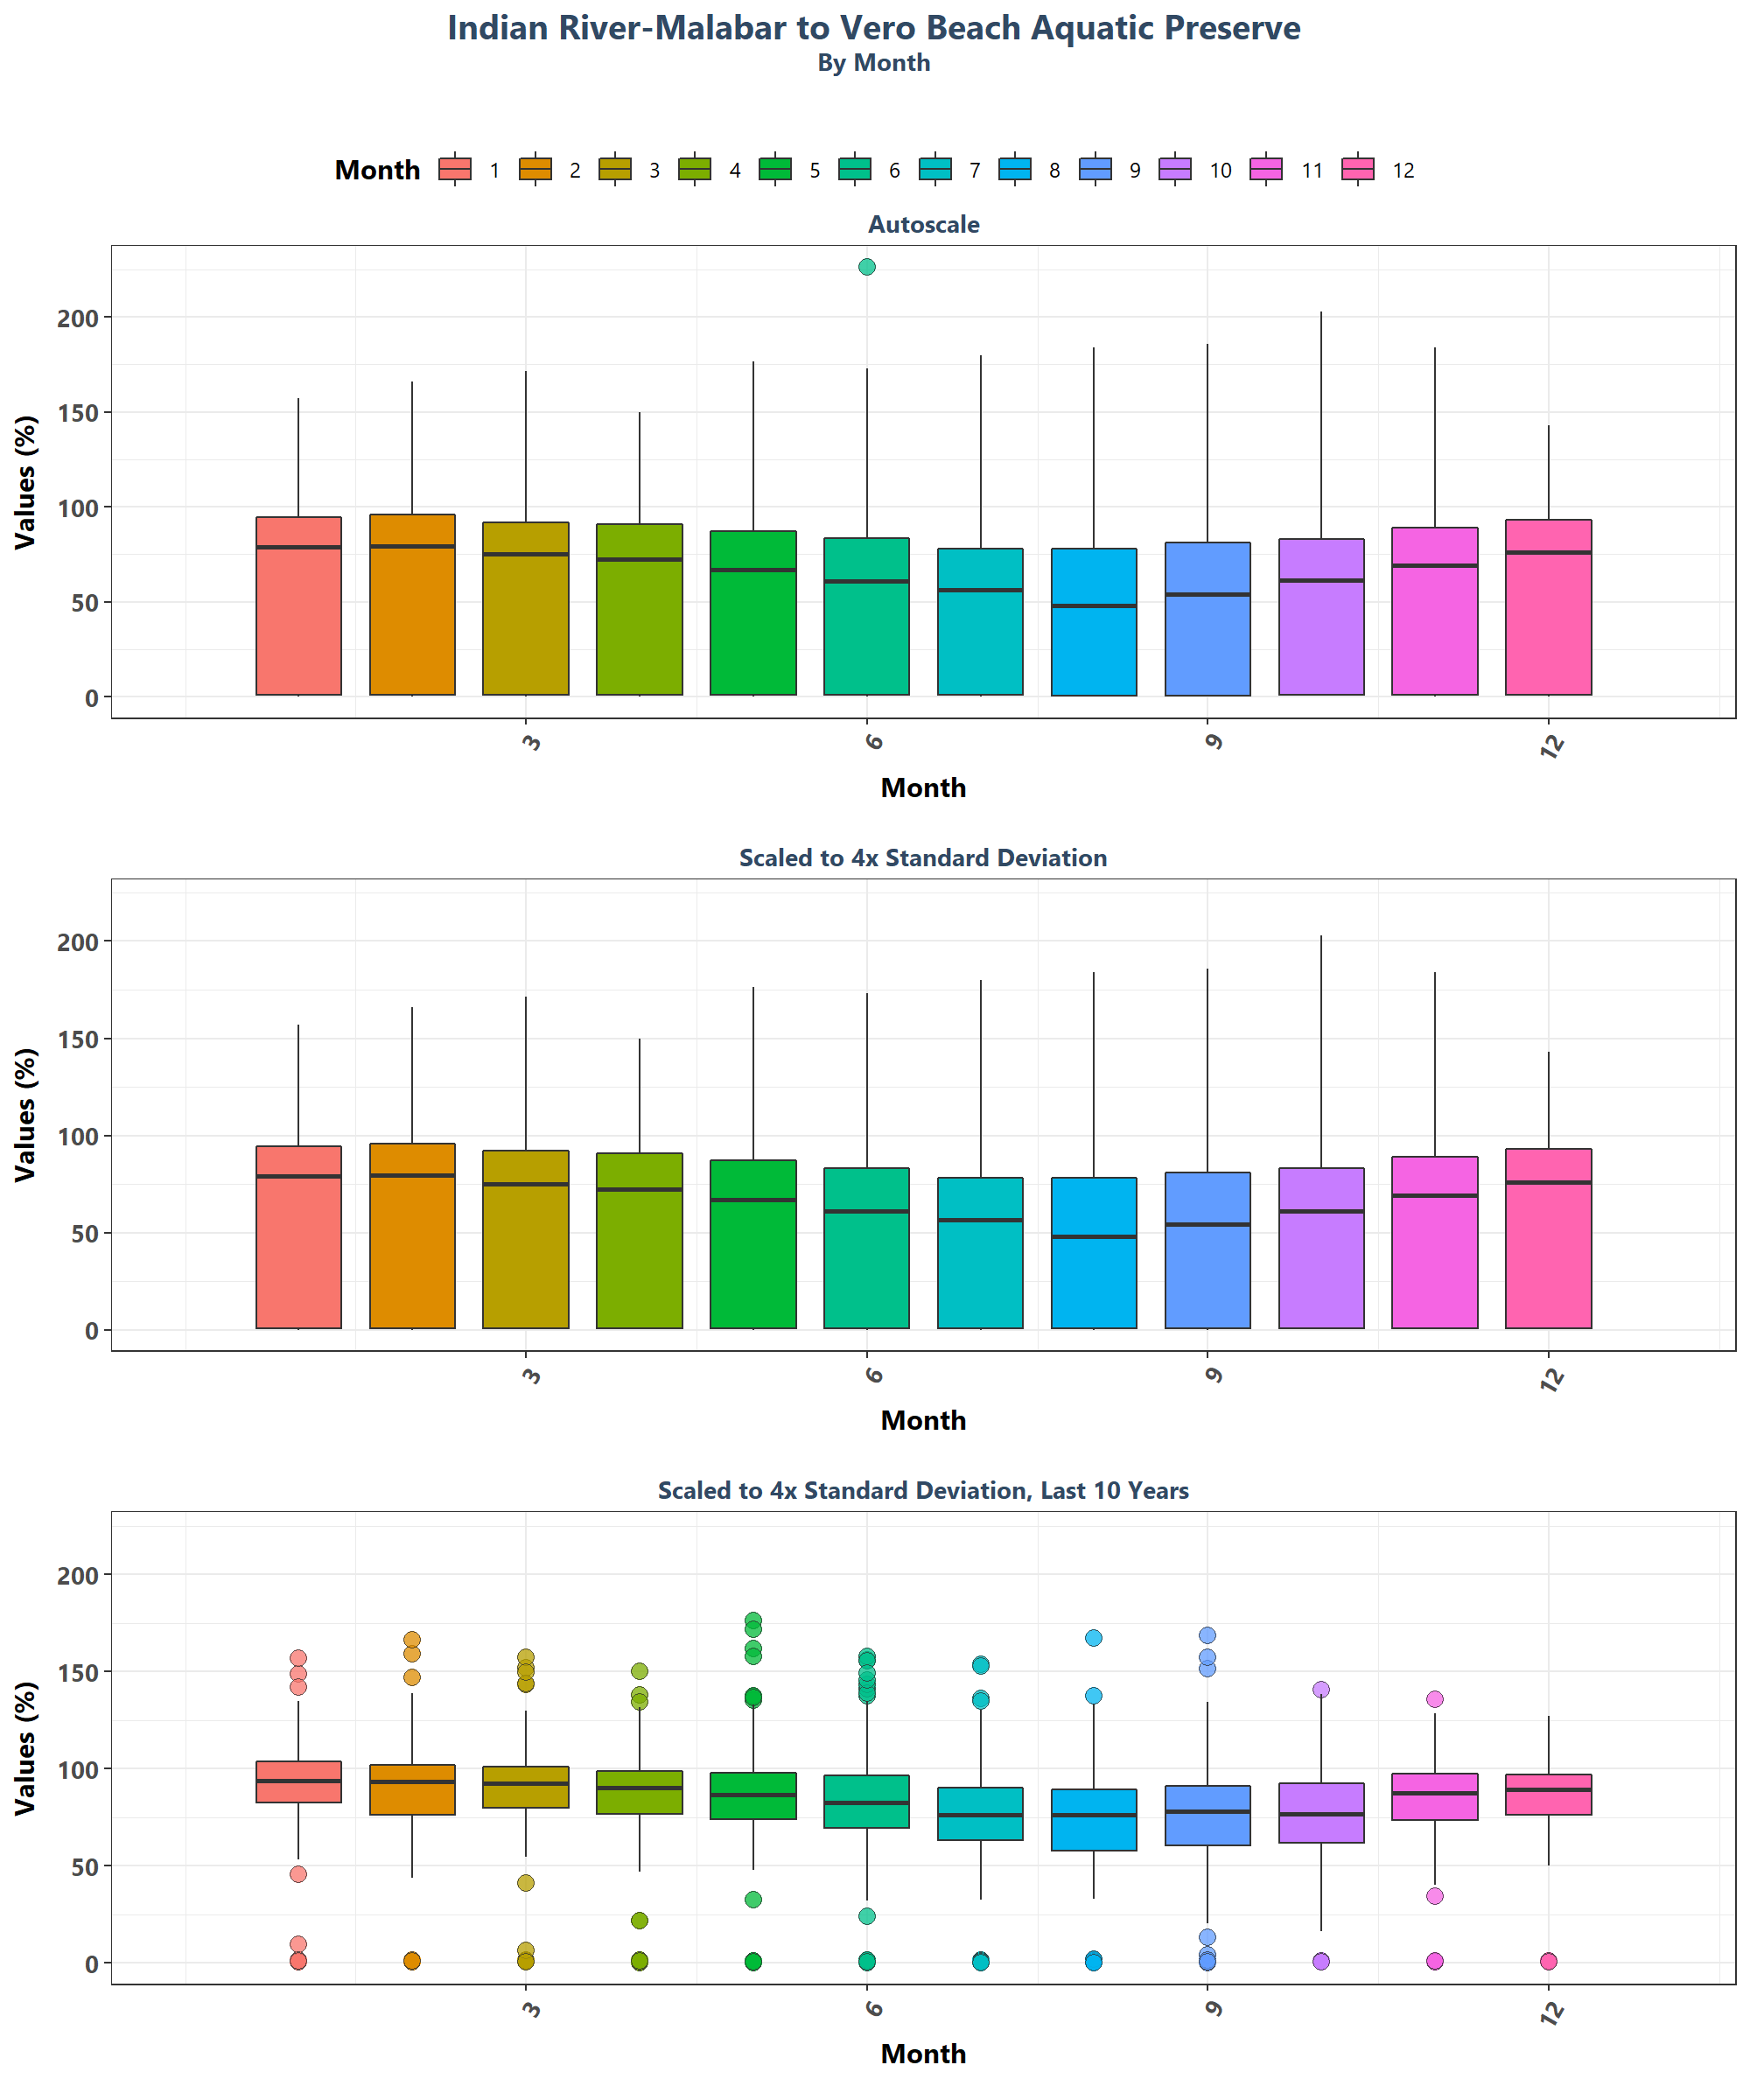 Indian River-Malabar to Vero Beach Aquatic Preserve
By Month
Month 1 2 3 4 5 6 7 8 9 10 11 12
Autoscale
Values (%)
200
150
100
50
0
3 6 9 12
Month
Scaled to 4x Standard Deviation
Values (%)
200
150
100
50
0
3 6 9 12
Month
Scaled to 4x Standard Deviation, Last 10 Years
Values (%)
200
150
100
50
0
3 6 9 12
Month